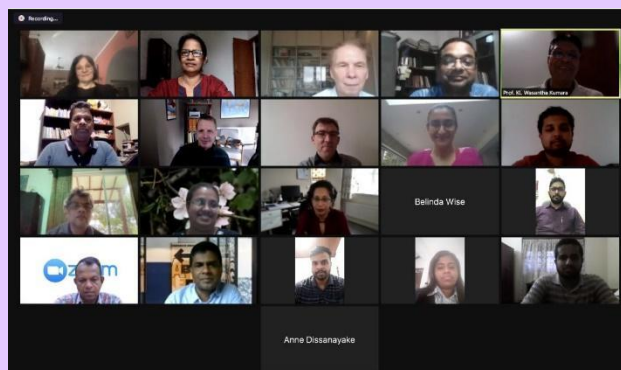 Recording...
Prof. KL Wasantha Kumara
Belinda Wise
zoom
Anne Dissanayake